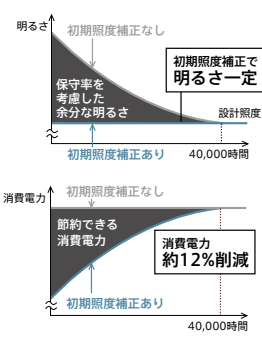 明るさ
初期照度補正なし
初期照度補正で
明るさ一定
保守率を
考慮した
余分な明るさ
設計照度
初期照度補正あり
40,000時間
消費電力
初期照度補正なし
節約できる
消費電力
消費電力
約12%削減
初期照度補正あり
40,000時間